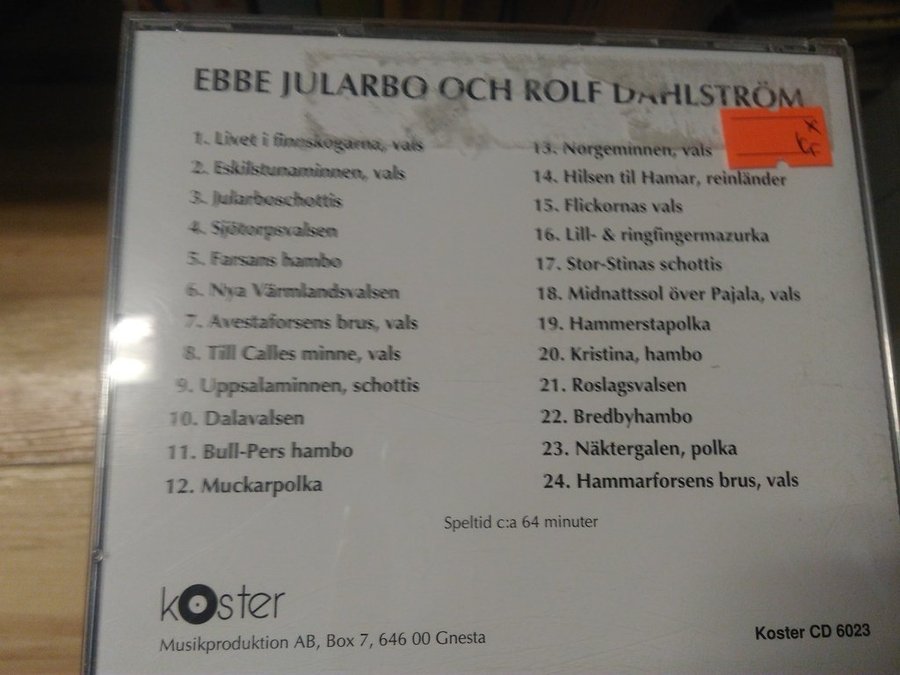 EBBE JULARBO OCH ROLF DAHLSTRÖM
1. Livet i finnskogarna, vals
2. Eskilstunaminnen, vals
3. Jularboschottis
4. Sjötorpsvalsen
5. Farsans hambo
6. Nya Värmlandsvalsen
7. Avestaforsens brus, vals
8. Till Calles minne, vals
9. Uppsalaminnen, schottis
10. Dalavalsen
11. Bull-Pers hambo
12. Muckarpolka
13. Norgeminnen, vals
14. Hilsen til Hamar, reinländer
15. Flickornas vals
16. Lill- & ringfingermazurka
17. Stor-Stinas schottis
18. Midnattssol över Pajala, vals
19. Hammerstapolka
20. Kristina, hambo
21. Roslagsvalsen
22. Bredbyhambo
23. Näktergalen, polka
24. Hammarforsens brus, vals
Speltid c:a 64 minuter
koster
Musikproduktion AB, Box 7, 646 00 Gnesta
Koster CD 6023